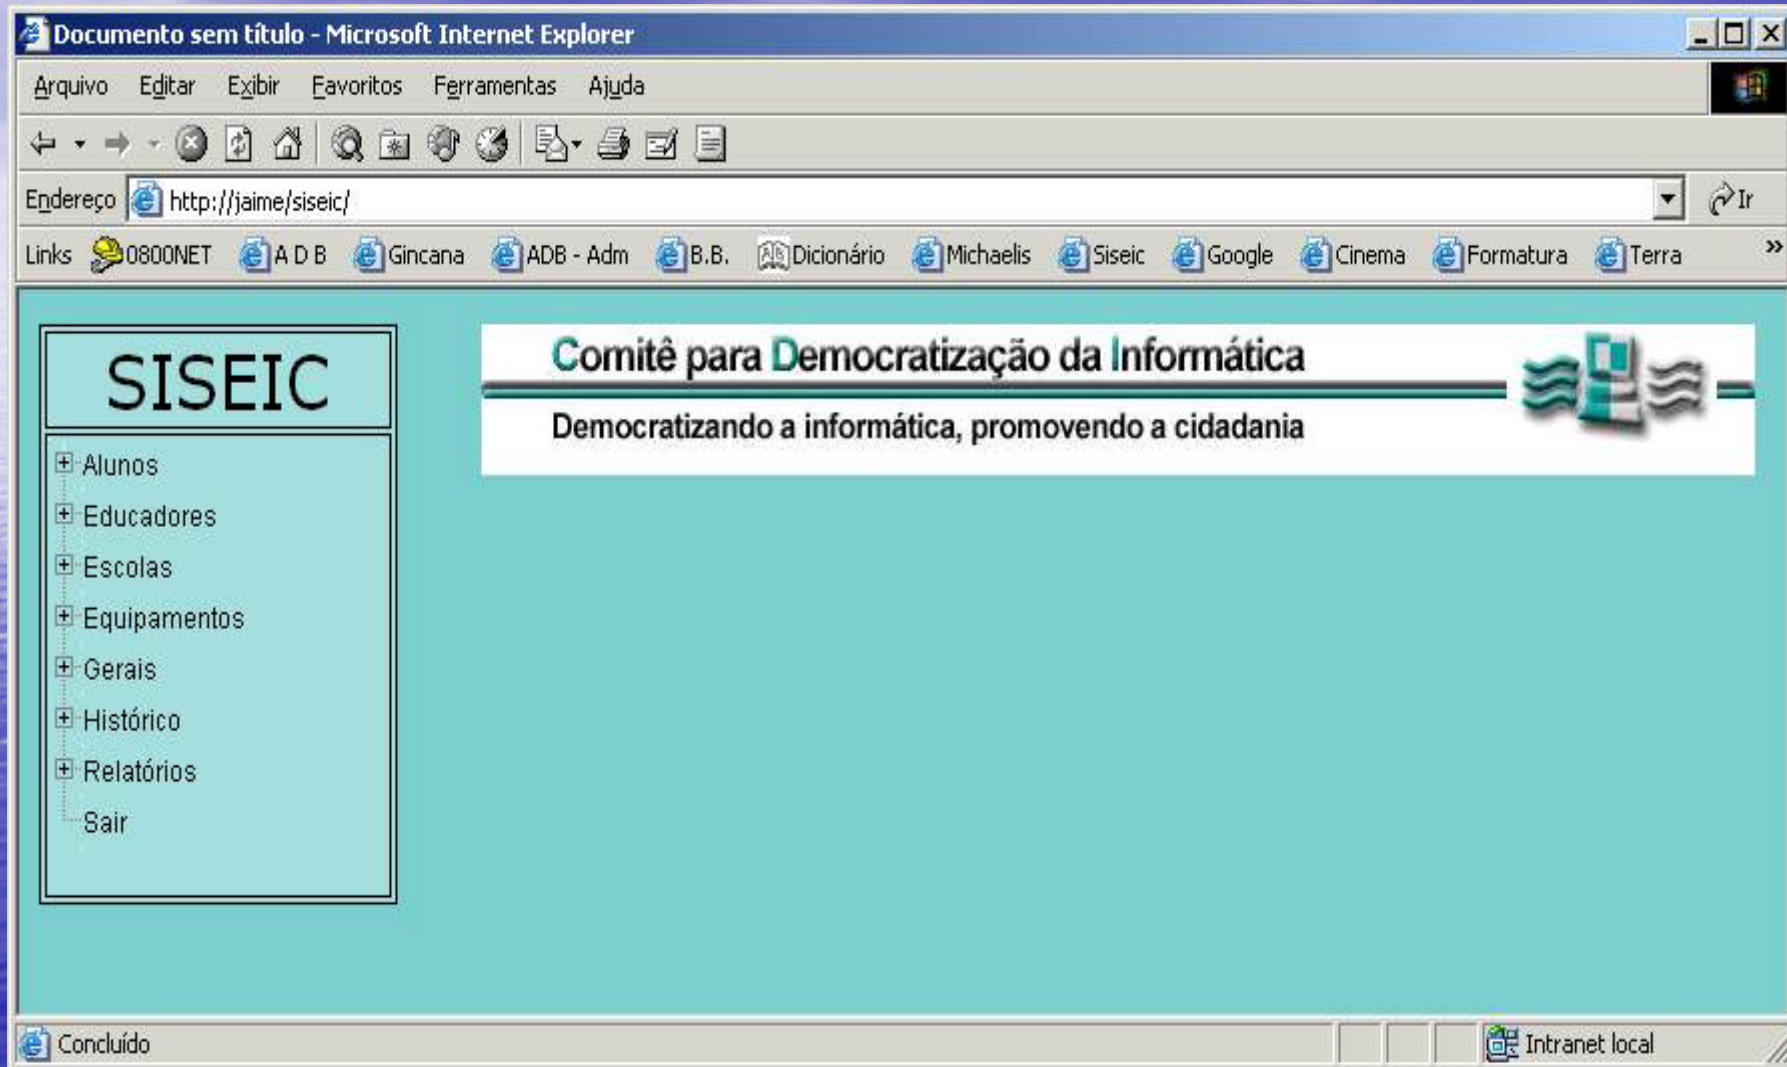 Documento sem título - Microsoft Internet Explorer
Arquivo Editar Exibir Favoritos Ferramentas Ajuda
Endereço http://jaime/siseic/ Ir
Links 0800NET A D B Gincana ADB - Adm B.B. Dicionário Michaelis Siseic Google Cinema Formatura Terra »
SISEIC
Alunos
Educadores
Escolas
Equipamentos
Gerais
Histórico
Relatórios
Sair
Comitê para Democratização da Informática
Democratizando a informática, promovendo a cidadania
Concluído Intranet local